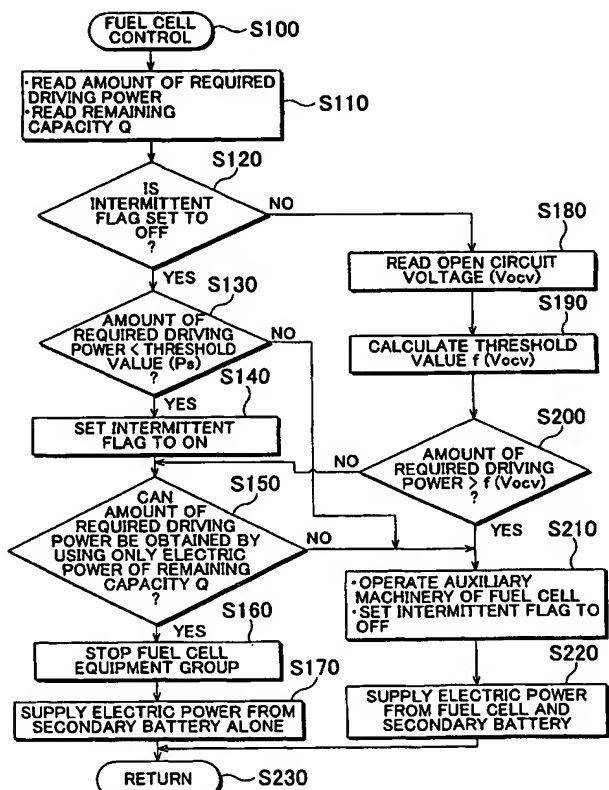 FUEL CELL
CONTROL
S100
·READ AMOUNT OF REQUIRED
DRIVING POWER
·READ REMAINING
CAPACITY Q
S110
S120
IS
INTERMITTENT
FLAG SET TO
OFF
?
NO
YES
S180
READ OPEN CIRCUIT
VOLTAGE (Vocv)
S130
AMOUNT OF
REQUIRED DRIVING
POWER < THRESHOLD
VALUE (Ps)
?
NO
YES
S190
CALCULATE THRESHOLD
VALUE f (Vocv)
S140
SET INTERMITTENT
FLAG TO ON
S200
AMOUNT OF
REQUIRED DRIVING
POWER > f (Vocv)
?
NO
YES
S150
CAN
AMOUNT OF
REQUIRED DRIVING
POWER BE OBTAINED BY
USING ONLY ELECTRIC
POWER OF REMAINING
CAPACITY Q
?
NO
YES
S210
·OPERATE AUXILIARY
MACHINERY OF FUEL CELL
·SET INTERMITTENT FLAG TO
OFF
S160
STOP FUEL CELL
EQUIPMENT GROUP
S170
SUPPLY ELECTRIC POWER FROM
SECONDARY BATTERY ALONE
S220
SUPPLY ELECTRIC POWER
FROM FUEL CELL AND
SECONDARY BATTERY
RETURN
S230